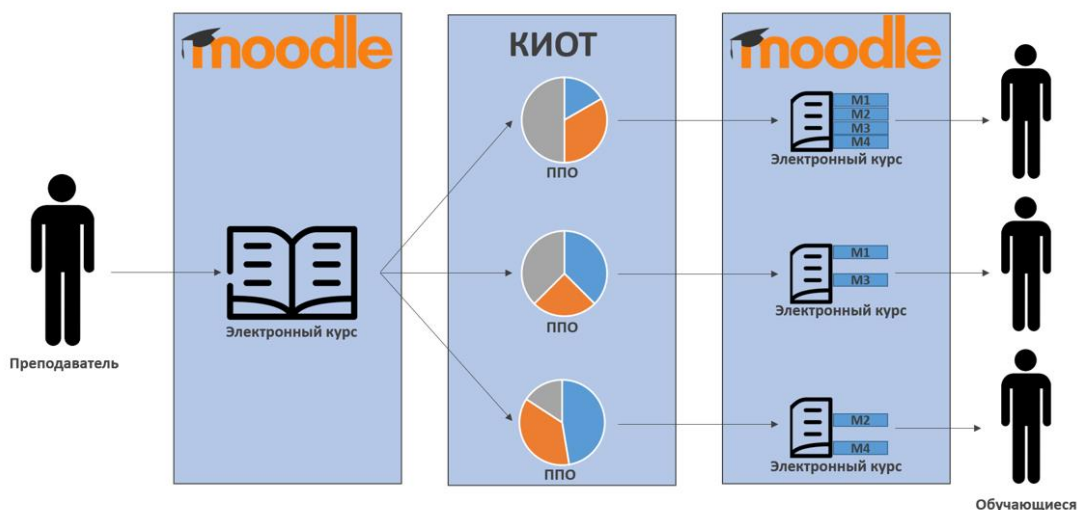 moodle
КИОТ
moodle
ППО
M1
M2
M3
M4
Электронный курс
ППО
M1
M3
Электронный курс
Электронный курс
Преподаватель
ППО
M2
M4
Электронный курс
Обучающиеся